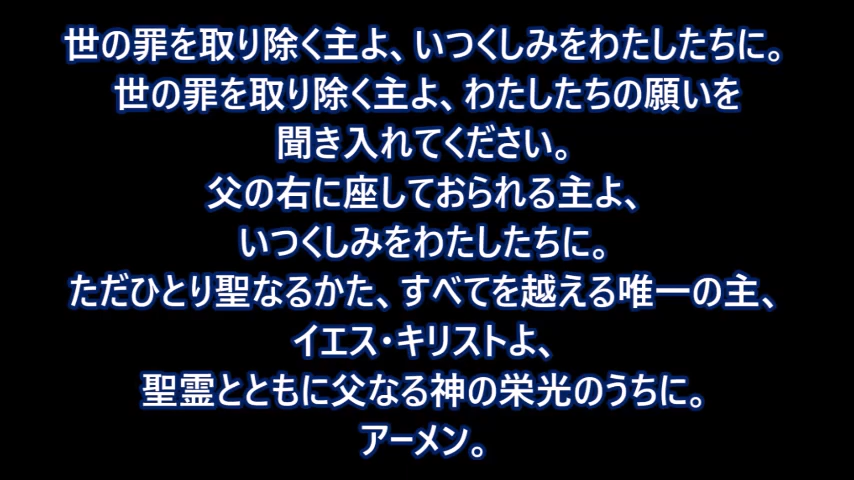 世の罪を取り除く主よ、いつくしみをわたしたちに。
世の罪を取り除く主よ、わたしたちの願いを
聞き入れてください。
父の右に座しておられる主よ、
いつくしみをわたしたちに。
ただひとり聖なるかた、すべてを越える唯一の主、
イエス・キリストよ、
聖霊とともに父なる神の栄光のうちに。
アーメン。